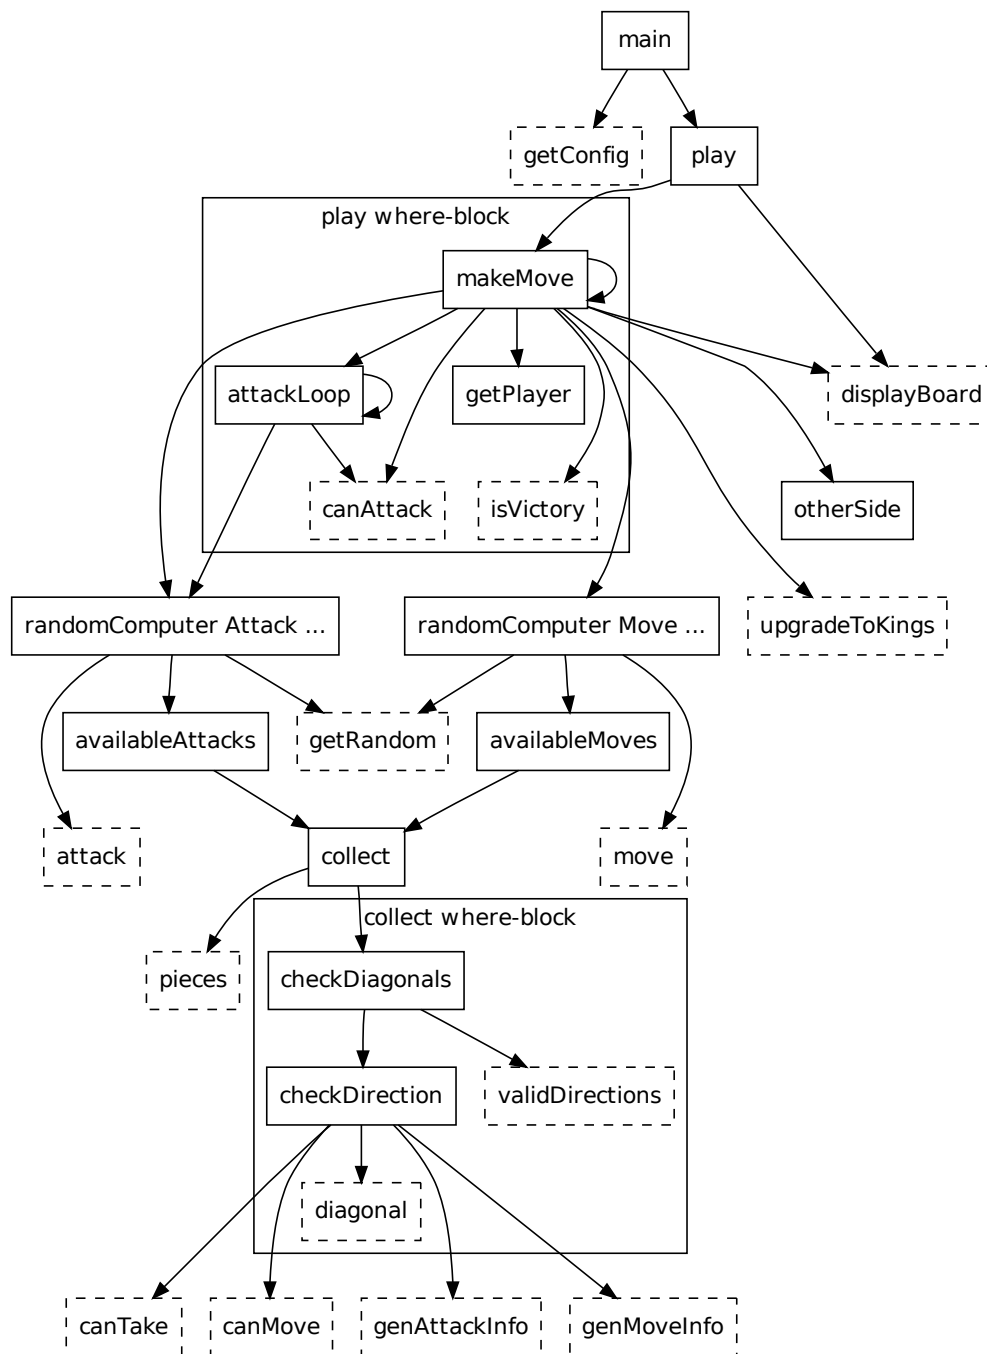 main
getConfig
play
play where-block
makeMove
attackLoop
getPlayer
displayBoard
canAttack
isVictory
otherSide
randomComputer Attack ...
randomComputer Move ...
upgradeToKings
availableAttacks
getRandom
availableMoves
attack
collect
move
collect where-block
pieces
checkDiagonals
checkDirection
validDirections
diagonal
canTake
canMove
genAttackInfo
genMoveInfo